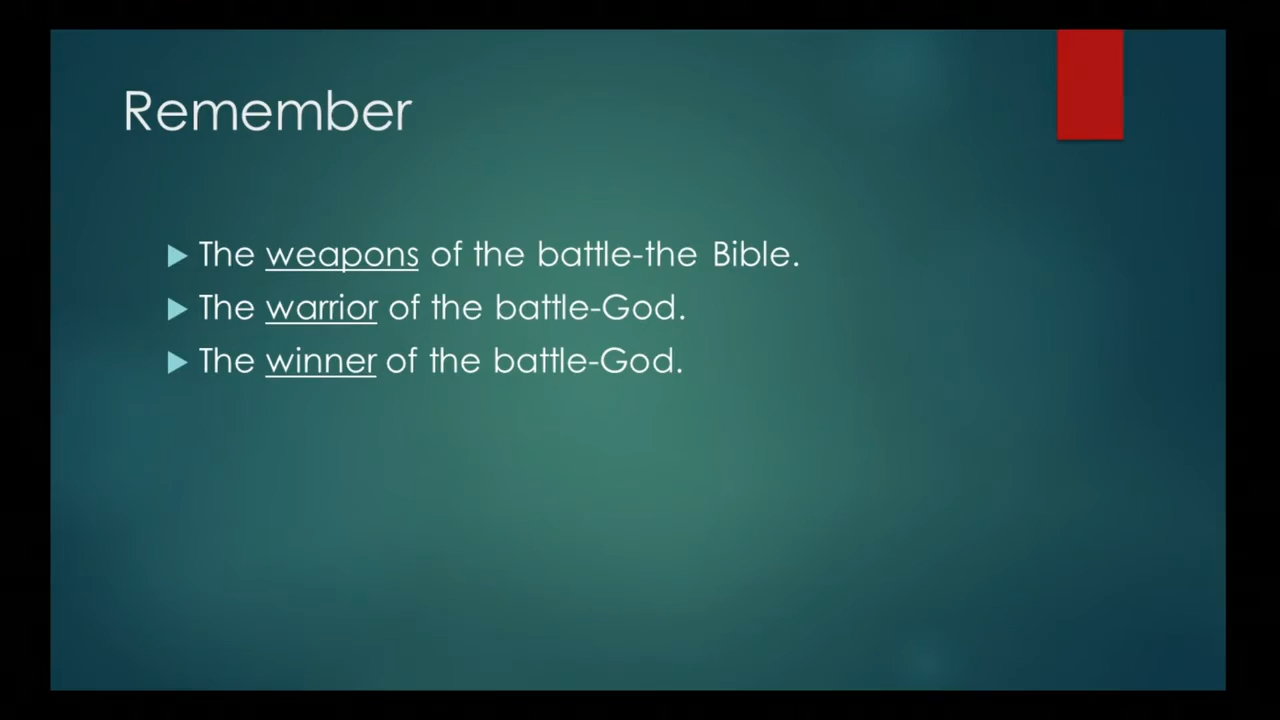 Remember
The weapons of the battle-the Bible.
The warrior of the battle-God.
The winner of the battle-God.